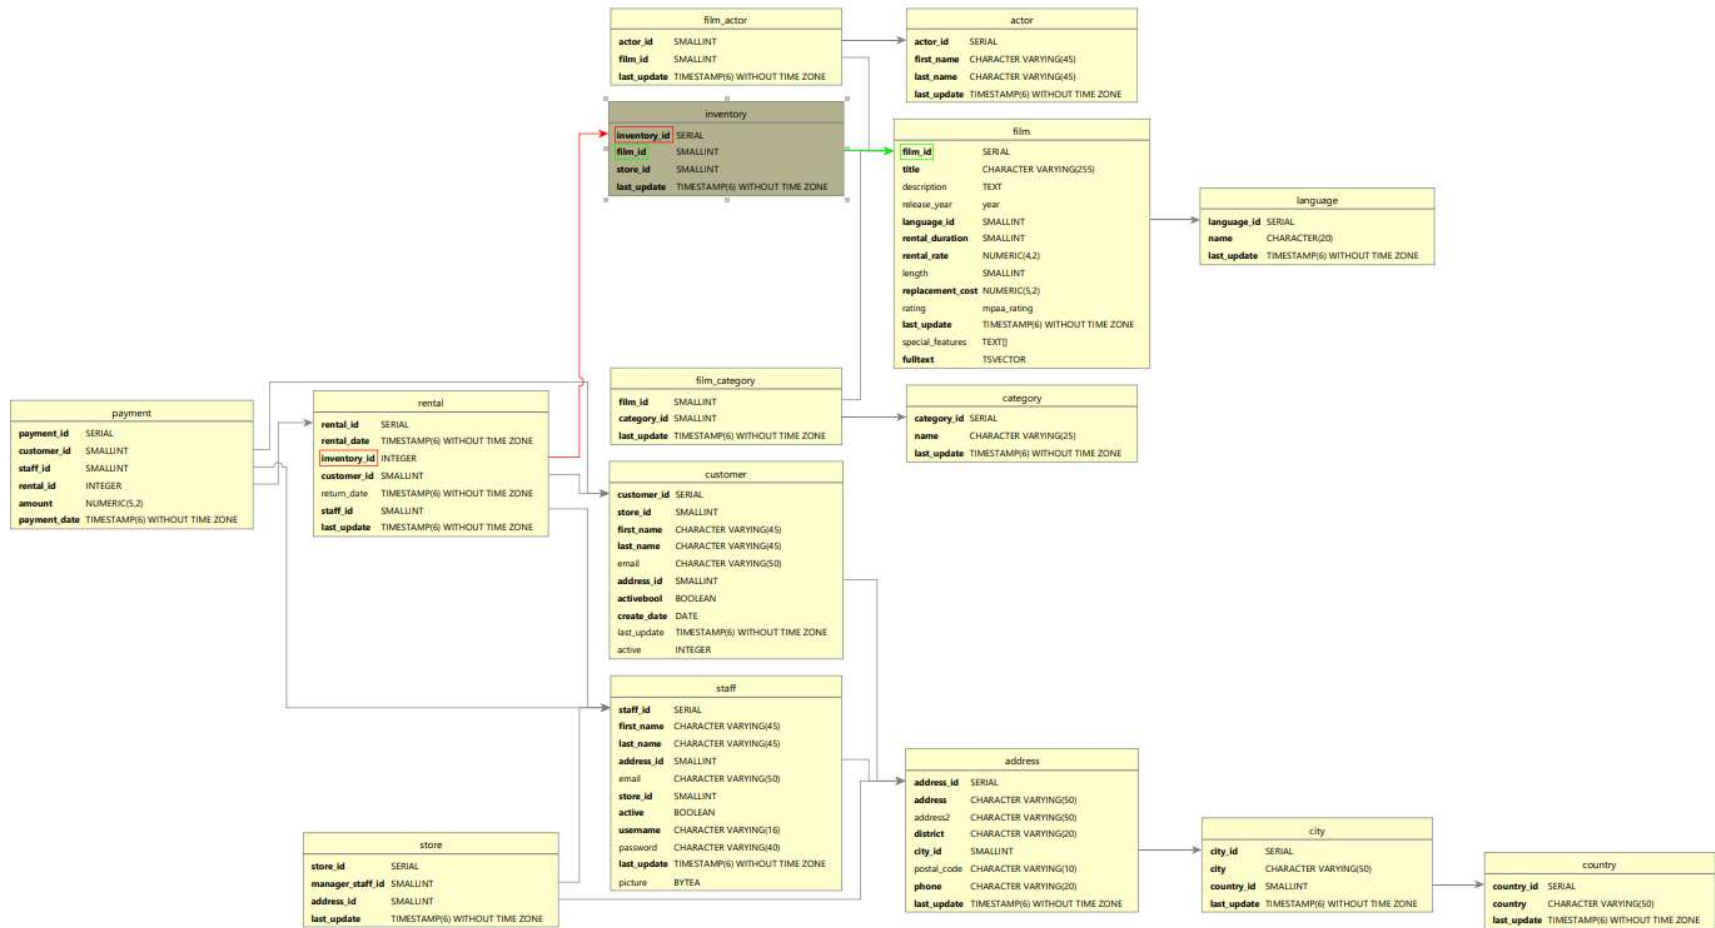 film_actor
actor_id SMALLINT
film_id SMALLINT
last_update TIMESTAMP(6) WITHOUT TIME ZONE
actor
actor_id SERIAL
first_name CHARACTER VARYING(45)
last_name CHARACTER VARYING(45)
last_update TIMESTAMP(6) WITHOUT TIME ZONE
inventory
inventory_id SERIAL
film_id SMALLINT
store_id SMALLINT
last_update TIMESTAMP(6) WITHOUT TIME ZONE
film
film_id SERIAL
title CHARACTER VARYING(255)
description TEXT
release_year year
language_id SMALLINT
rental_duration SMALLINT
rental_rate NUMERIC(4,2)
length SMALLINT
replacement_cost NUMERIC(5,2)
rating mpaa_rating
last_update TIMESTAMP(6) WITHOUT TIME ZONE
special_features TEXT[]
fulltext TSVECTOR
language
language_id SERIAL
name CHARACTER(20)
last_update TIMESTAMP(6) WITHOUT TIME ZONE
film_category
film_id SMALLINT
category_id SMALLINT
last_update TIMESTAMP(6) WITHOUT TIME ZONE
category
category_id SERIAL
name CHARACTER VARYING(25)
last_update TIMESTAMP(6) WITHOUT TIME ZONE
payment
payment_id SERIAL
customer_id SMALLINT
staff_id SMALLINT
rental_id INTEGER
amount NUMERIC(5,2)
payment_date TIMESTAMP(6) WITHOUT TIME ZONE
rental
rental_id SERIAL
rental_date TIMESTAMP(6) WITHOUT TIME ZONE
inventory_id INTEGER
customer_id SMALLINT
return_date TIMESTAMP(6) WITHOUT TIME ZONE
staff_id SMALLINT
last_update TIMESTAMP(6) WITHOUT TIME ZONE
customer
customer_id SERIAL
store_id SMALLINT
first_name CHARACTER VARYING(45)
last_name CHARACTER VARYING(45)
email CHARACTER VARYING(50)
address_id SMALLINT
activebool BOOLEAN
create_date DATE
last_update TIMESTAMP(6) WITHOUT TIME ZONE
active INTEGER
staff
staff_id SERIAL
first_name CHARACTER VARYING(45)
last_name CHARACTER VARYING(45)
address_id SMALLINT
email CHARACTER VARYING(50)
store_id SMALLINT
active BOOLEAN
username CHARACTER VARYING(16)
password CHARACTER VARYING(40)
last_update TIMESTAMP(6) WITHOUT TIME ZONE
picture BYTEA
store
store_id SERIAL
manager_staff_id SMALLINT
address_id SMALLINT
last_update TIMESTAMP(6) WITHOUT TIME ZONE
address
address_id SERIAL
address CHARACTER VARYING(50)
address2 CHARACTER VARYING(50)
district CHARACTER VARYING(20)
city_id SMALLINT
postal_code CHARACTER VARYING(10)
phone CHARACTER VARYING(20)
last_update TIMESTAMP(6) WITHOUT TIME ZONE
city
city_id SERIAL
city CHARACTER VARYING(50)
country_id SMALLINT
last_update TIMESTAMP(6) WITHOUT TIME ZONE
country
country_id SERIAL
country CHARACTER VARYING(50)
last_update TIMESTAMP(6) WITHOUT TIME ZONE